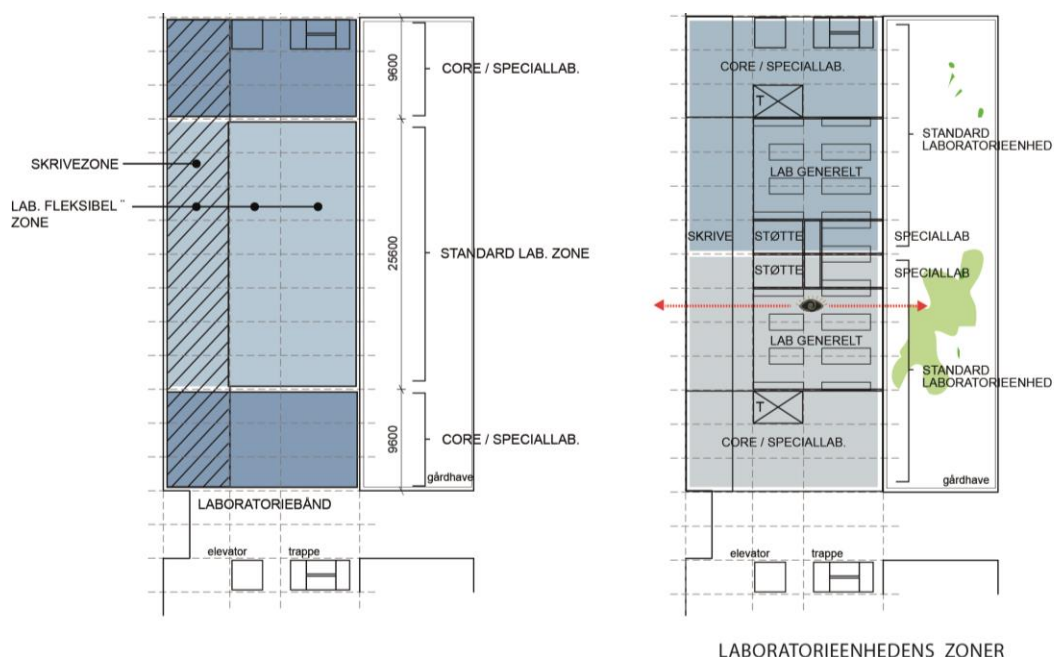 9600
CORE / SPECIALLAB.
SKRIVEZONE
LAB. FLEKSIBEL ¨
ZONE
25600
STANDARD LAB. ZONE
9600
CORE / SPECIALLAB.
gårdhave
LABORATORIEBÅND
elevator
trappe
CORE / SPECIALLAB.
T
STANDARD
LABORATORIEENHED
LAB GENERELT
SKRIVE
STØTTE
SPECIALLAB
STØTTE
SPECIALLAB
LAB GENERELT
STANDARD
LABORATORIEENHED
T
CORE / SPECIALLAB.
gårdhave
elevator
trappe
LABORATORIEENHEDENS ZONER